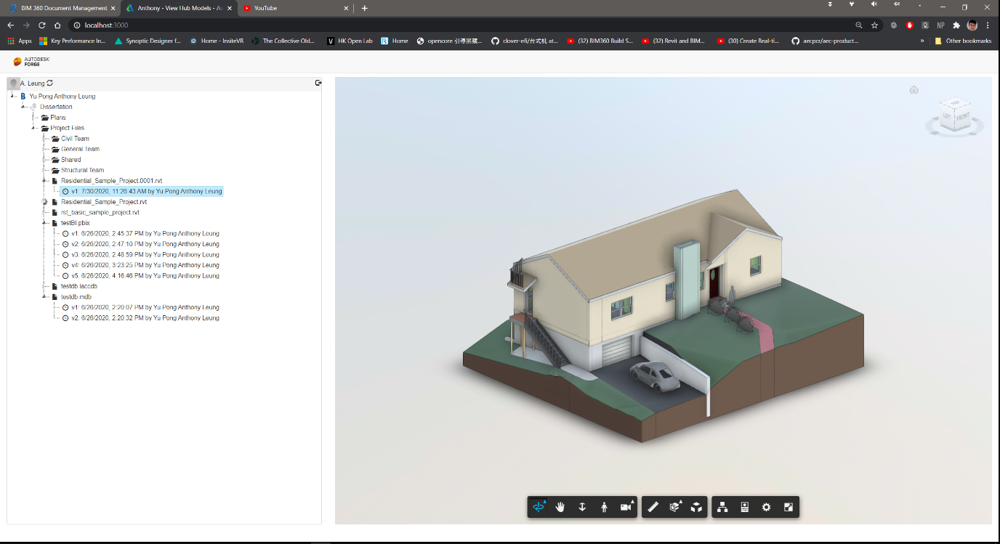 BIM 360 Document Management
Anthony - View Hub Models - Au
YouTube
localhost:3000
Apps
Key Performance In...
Synoptic Designer f...
Home - InsiteVR
The Collective Old...
HK Open Lab
Home
opencore 引導黑蘋...
clover-efi/台式机 at...
(32) BIM360 Build S...
(32) Revit and BIM...
(30) Create Real-ti...
aecpcr/aec-product...
»
Other bookmarks
NP
AUTODESK
FORGE
A. Leung
Yu Pong Anthony Leung
Dissertation
Plans
Project Files
Civil Team
General Team
Shared
Structural Team
Residential_Sample_Project.0001.rvt
v1: 7/30/2020, 11:26:43 AM by Yu Pong Anthony Leung
Residential_Sample_Project.rvt
rst_basic_sample_project.rvt
testBI.pbix
v1: 6/26/2020, 2:45:37 PM by Yu Pong Anthony Leung
v2: 6/26/2020, 2:47:10 PM by Yu Pong Anthony Leung
v3: 6/26/2020, 2:48:59 PM by Yu Pong Anthony Leung
v4: 6/26/2020, 3:23:25 PM by Yu Pong Anthony Leung
v5: 6/26/2020, 4:16:46 PM by Yu Pong Anthony Leung
testdb.laccdb
testdb.mdb
v1: 6/26/2020, 2:20:07 PM by Yu Pong Anthony Leung
v2: 6/26/2020, 2:20:32 PM by Yu Pong Anthony Leung
TOP
LEFT
FRONT